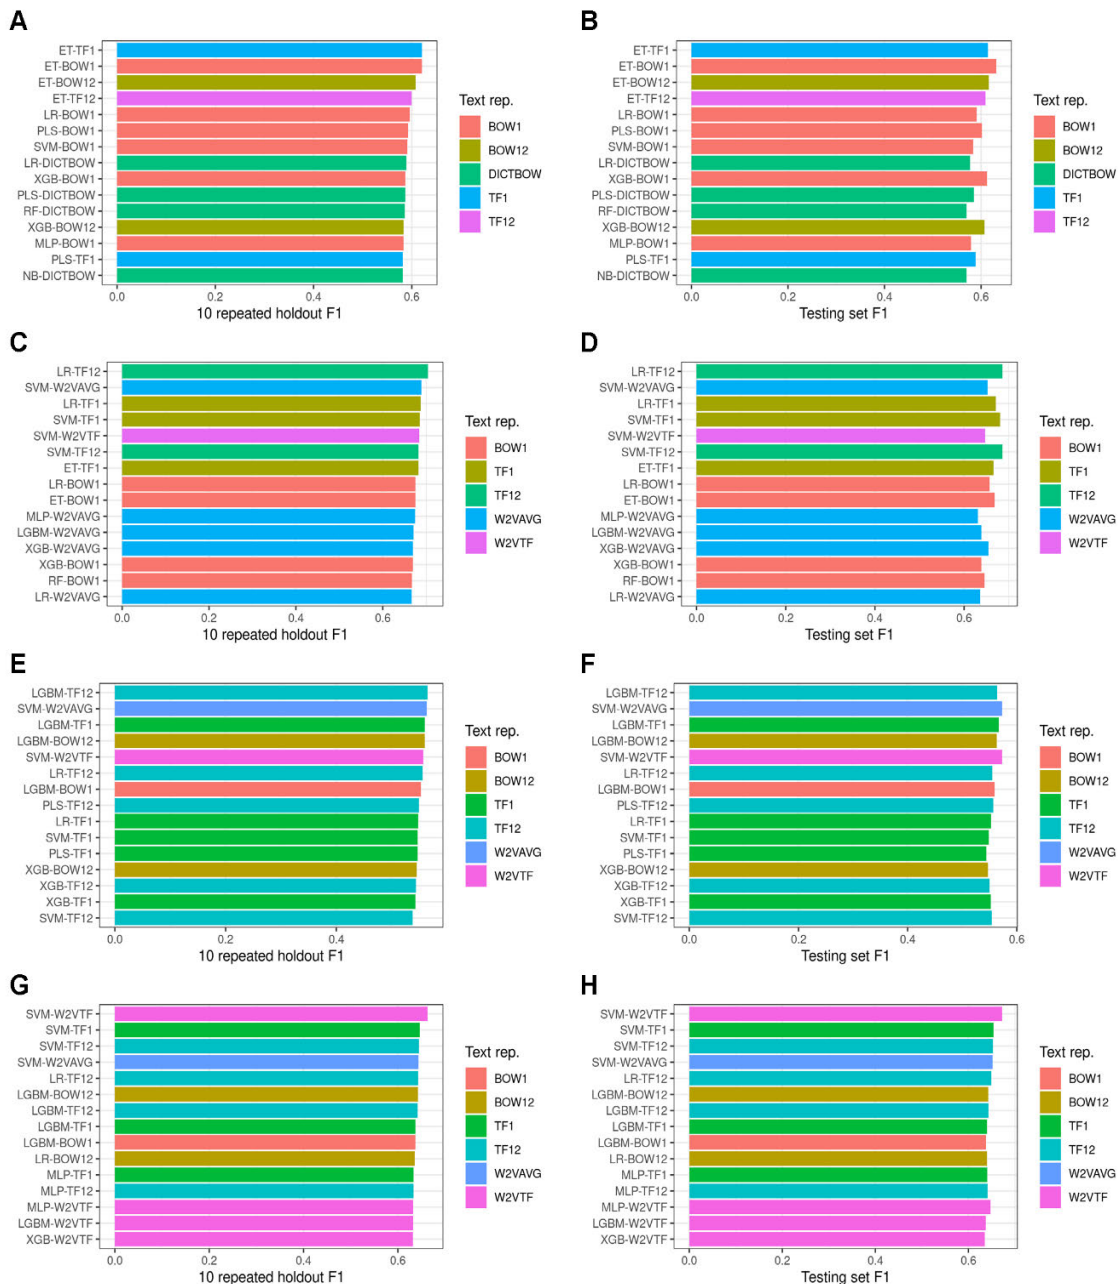 A
ET-TF1
ET-BOW1
ET-BOW12
ET-TF12
LR-BOW1
PLS-BOW1
SVM-BOW1
LR-DICTBOW
XGB-BOW1
PLS-DICTBOW
RF-DICTBOW
XGB-BOW12
MLP-BOW1
PLS-TF1
NB-DICTBOW
0.0 0.2 0.4 0.6
10 repeated holdout F1
Text rep.
BOW1
BOW12
DICTBOW
TF1
TF12
B
ET-TF1
ET-BOW1
ET-BOW12
ET-TF12
LR-BOW1
PLS-BOW1
SVM-BOW1
LR-DICTBOW
XGB-BOW1
PLS-DICTBOW
RF-DICTBOW
XGB-BOW12
MLP-BOW1
PLS-TF1
NB-DICTBOW
0.0 0.2 0.4 0.6
Testing set F1
Text rep.
BOW1
BOW12
DICTBOW
TF1
TF12
C
LR-TF12
SVM-W2VAVG
LR-TF1
SVM-TF1
SVM-W2VTF
SVM-TF12
ET-TF1
LR-BOW1
ET-BOW1
MLP-W2VAVG
LGBM-W2VAVG
XGB-W2VAVG
XGB-BOW1
RF-BOW1
LR-W2VAVG
0.0 0.2 0.4 0.6
10 repeated holdout F1
Text rep.
BOW1
TF1
TF12
W2VAVG
W2VTF
D
LR-TF12
SVM-W2VAVG
LR-TF1
SVM-TF1
SVM-W2VTF
SVM-TF12
ET-TF1
LR-BOW1
ET-BOW1
MLP-W2VAVG
LGBM-W2VAVG
XGB-W2VAVG
XGB-BOW1
RF-BOW1
LR-W2VAVG
0.0 0.2 0.4 0.6
Testing set F1
Text rep.
BOW1
TF1
TF12
W2VAVG
W2VTF
E
LGBM-TF12
SVM-W2VAVG
LGBM-TF1
LGBM-BOW12
SVM-W2VTF
LR-TF12
LGBM-BOW1
PLS-TF12
LR-TF1
SVM-TF1
PLS-TF1
XGB-BOW12
XGB-TF12
XGB-TF1
SVM-TF12
0.0 0.2 0.4
10 repeated holdout F1
Text rep.
BOW1
BOW12
TF1
TF12
W2VAVG
W2VTF
F
LGBM-TF12
SVM-W2VAVG
LGBM-TF1
LGBM-BOW12
SVM-W2VTF
LR-TF12
LGBM-BOW1
PLS-TF12
LR-TF1
SVM-TF1
PLS-TF1
XGB-BOW12
XGB-TF12
XGB-TF1
SVM-TF12
0.0 0.2 0.4 0.6
Testing set F1
Text rep.
BOW1
BOW12
TF1
TF12
W2VAVG
W2VTF
G
SVM-W2VTF
SVM-TF1
SVM-TF12
SVM-W2VAVG
LR-TF12
LGBM-BOW12
LGBM-TF12
LGBM-TF1
LGBM-BOW1
LR-BOW12
MLP-TF1
MLP-TF12
MLP-W2VTF
LGBM-W2VTF
XGB-W2VTF
0.0 0.2 0.4 0.6
10 repeated holdout F1
Text rep.
BOW1
BOW12
TF1
TF12
W2VAVG
W2VTF
H
SVM-W2VTF
SVM-TF1
SVM-TF12
SVM-W2VAVG
LR-TF12
LGBM-BOW12
LGBM-TF12
LGBM-TF1
LGBM-BOW1
LR-BOW12
MLP-TF1
MLP-TF12
MLP-W2VTF
LGBM-W2VTF
XGB-W2VTF
0.0 0.2 0.4 0.6
Testing set F1
Text rep.
BOW1
BOW12
TF1
TF12
W2VAVG
W2VTF